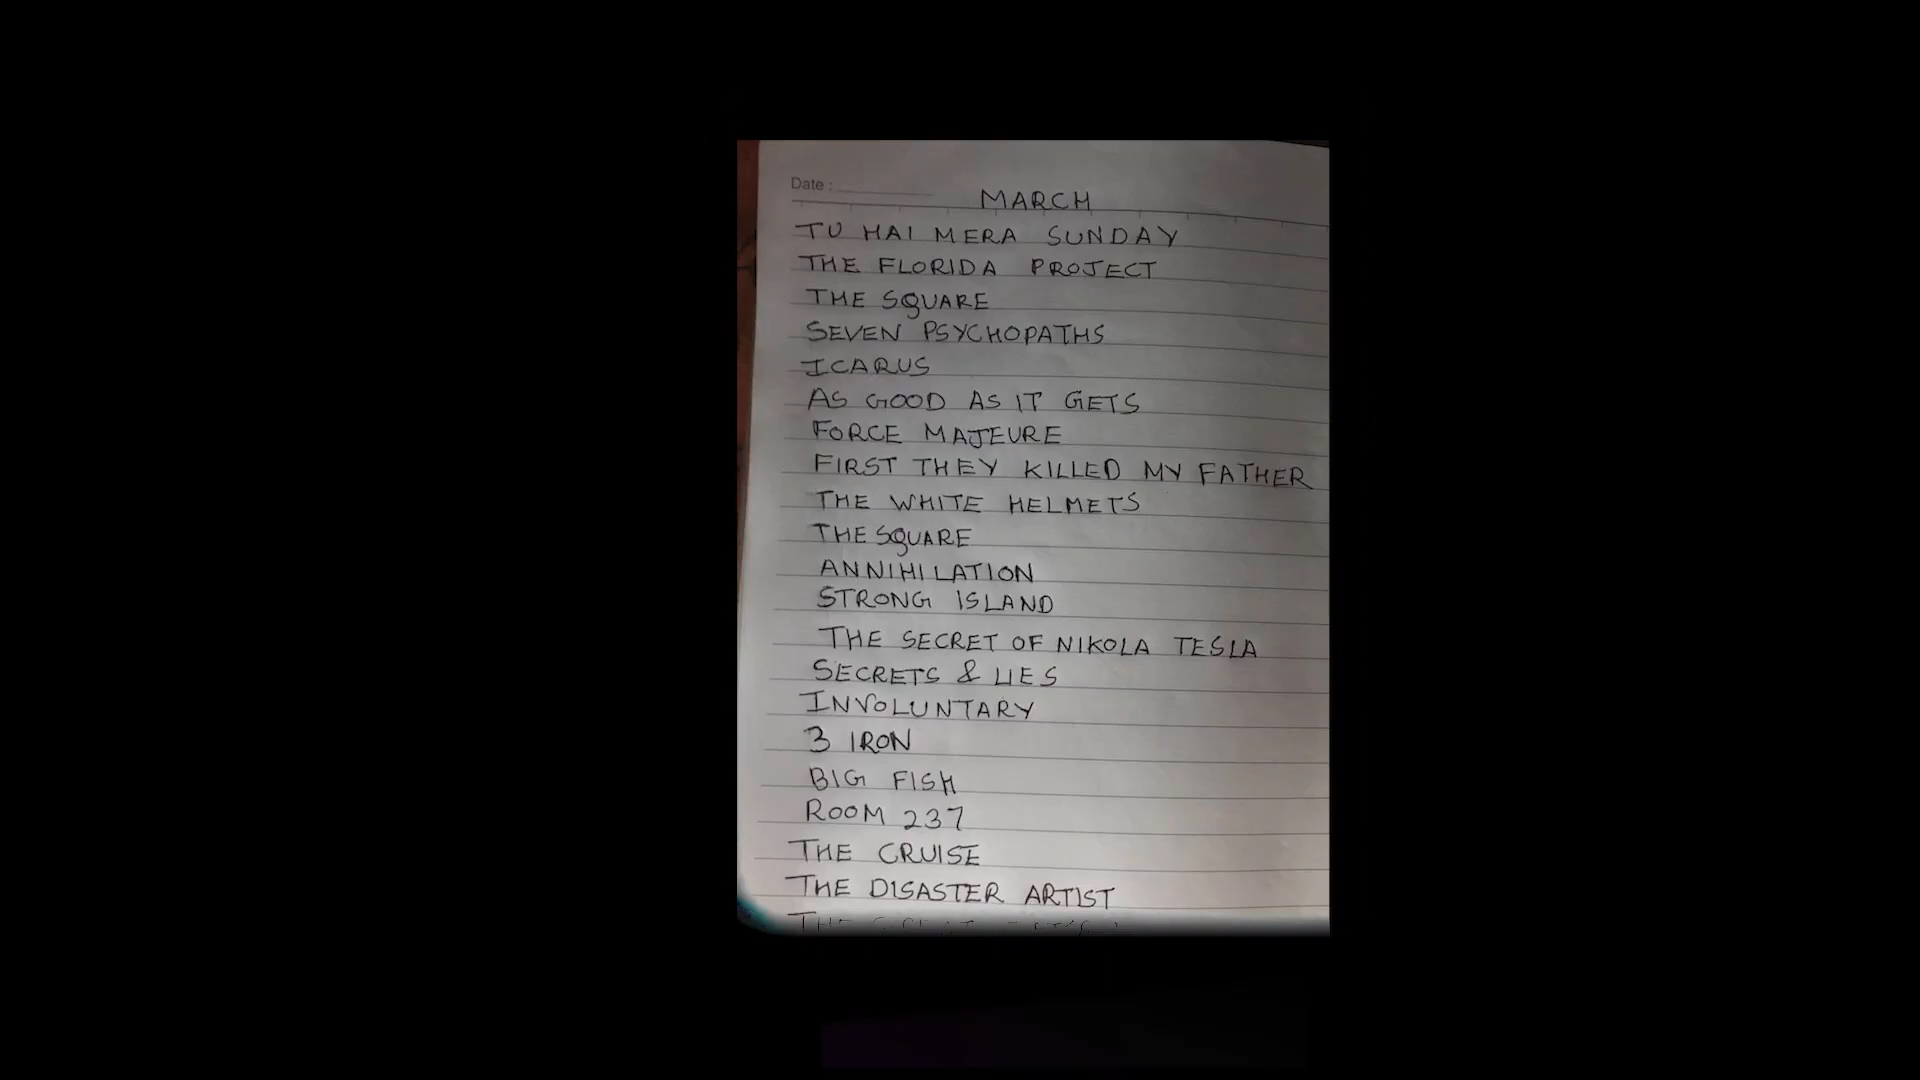 Date :
MARCH
TU HAI MERA SUNDAY
THE FLORIDA PROJECT
THE SQUARE
SEVEN PSYCHOPATHS
ICARUS
AS GOOD AS IT GETS
FORCE MAJEURE
FIRST THEY KILLED MY FATHER
THE WHITE HELMETS
THE SQUARE
ANNIHILATION
STRONG ISLAND
THE SECRET OF NIKOLA TESLA
SECRETS & LIES
INVOLUNTARY
3 IRON
BIG FISH
ROOM 237
THE CRUISE
THE DISASTER ARTIST
THE